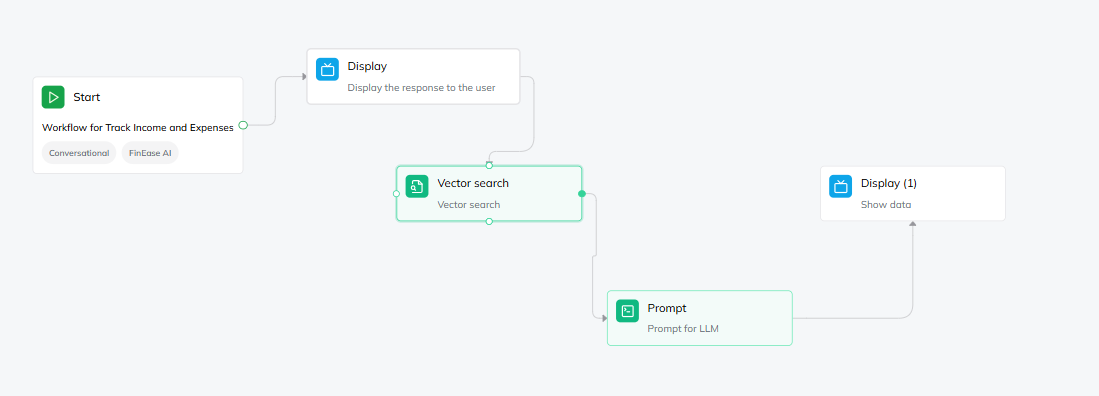 Start
Workflow for Track Income and Expenses
Conversational
FinEase AI
Display
Display the response to the user
Vector search
Vector search
Prompt
Prompt for LLM
Display (1)
Show data